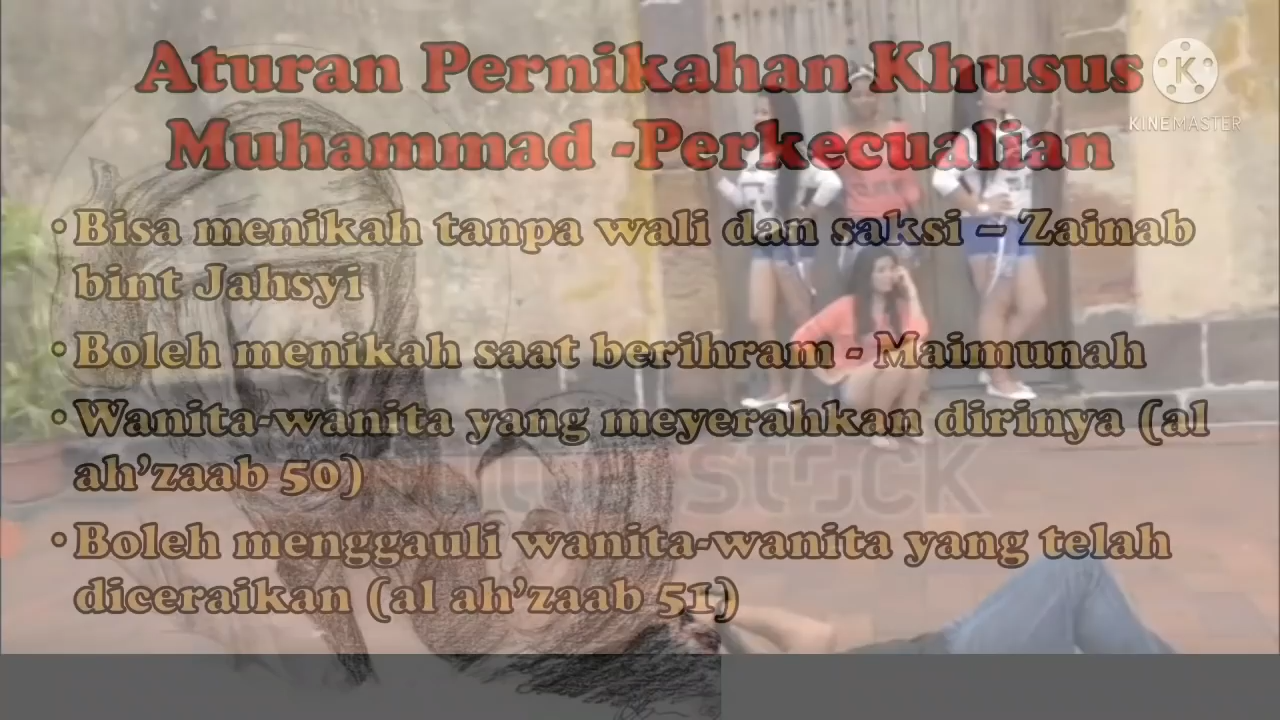 Aturan Pernikahan Khusus
Muhammad -Perkecualian
• Bisa menikah tanpa wali dan saksi – Zainab
bint Jahsyi
• Boleh menikah saat berihram - Maimunah
• Wanita-wanita yang meyerahkan dirinya (al
ah’zaab 50)
• Boleh menggauli wanita-wanita yang telah
diceraikan (al ah’zaab 51)
K
KINEMASTER